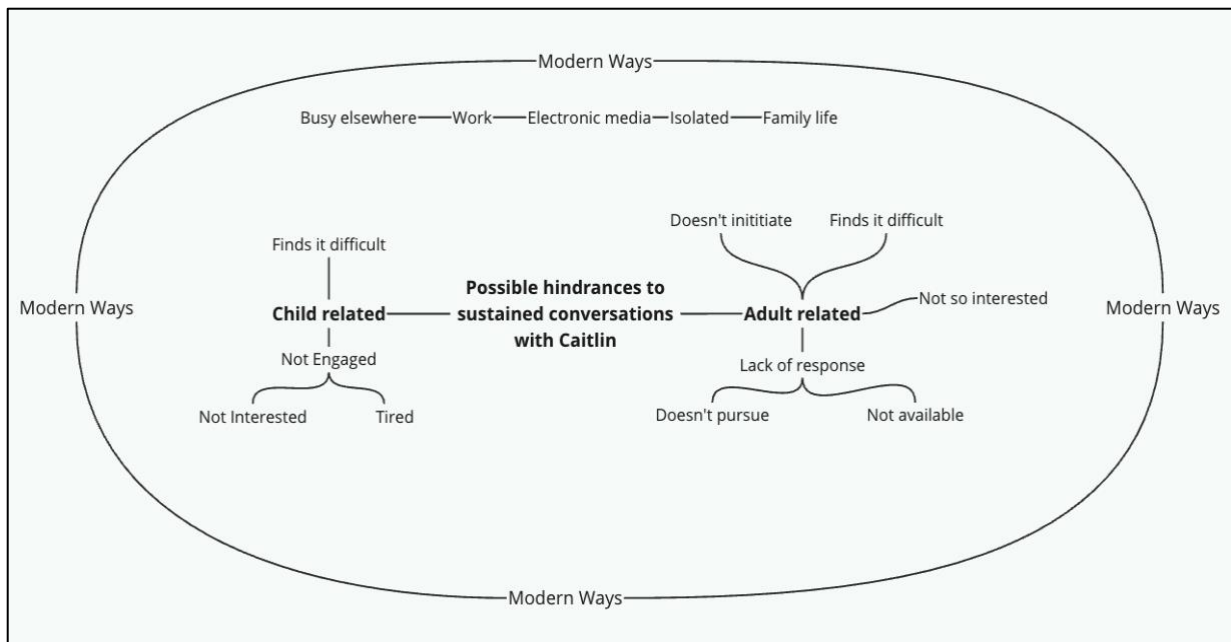 Modern Ways
Busy elsewhere Work Electronic media Isolated Family life
Doesn't inititiate Finds it difficult
Finds it difficult
Possible hindrances to
sustained conversations
with Caitlin
Child related
Adult related
Not so interested
Modern Ways
Modern Ways
Not Engaged
Lack of response
Not Interested Tired
Doesn't pursue Not available
Modern Ways